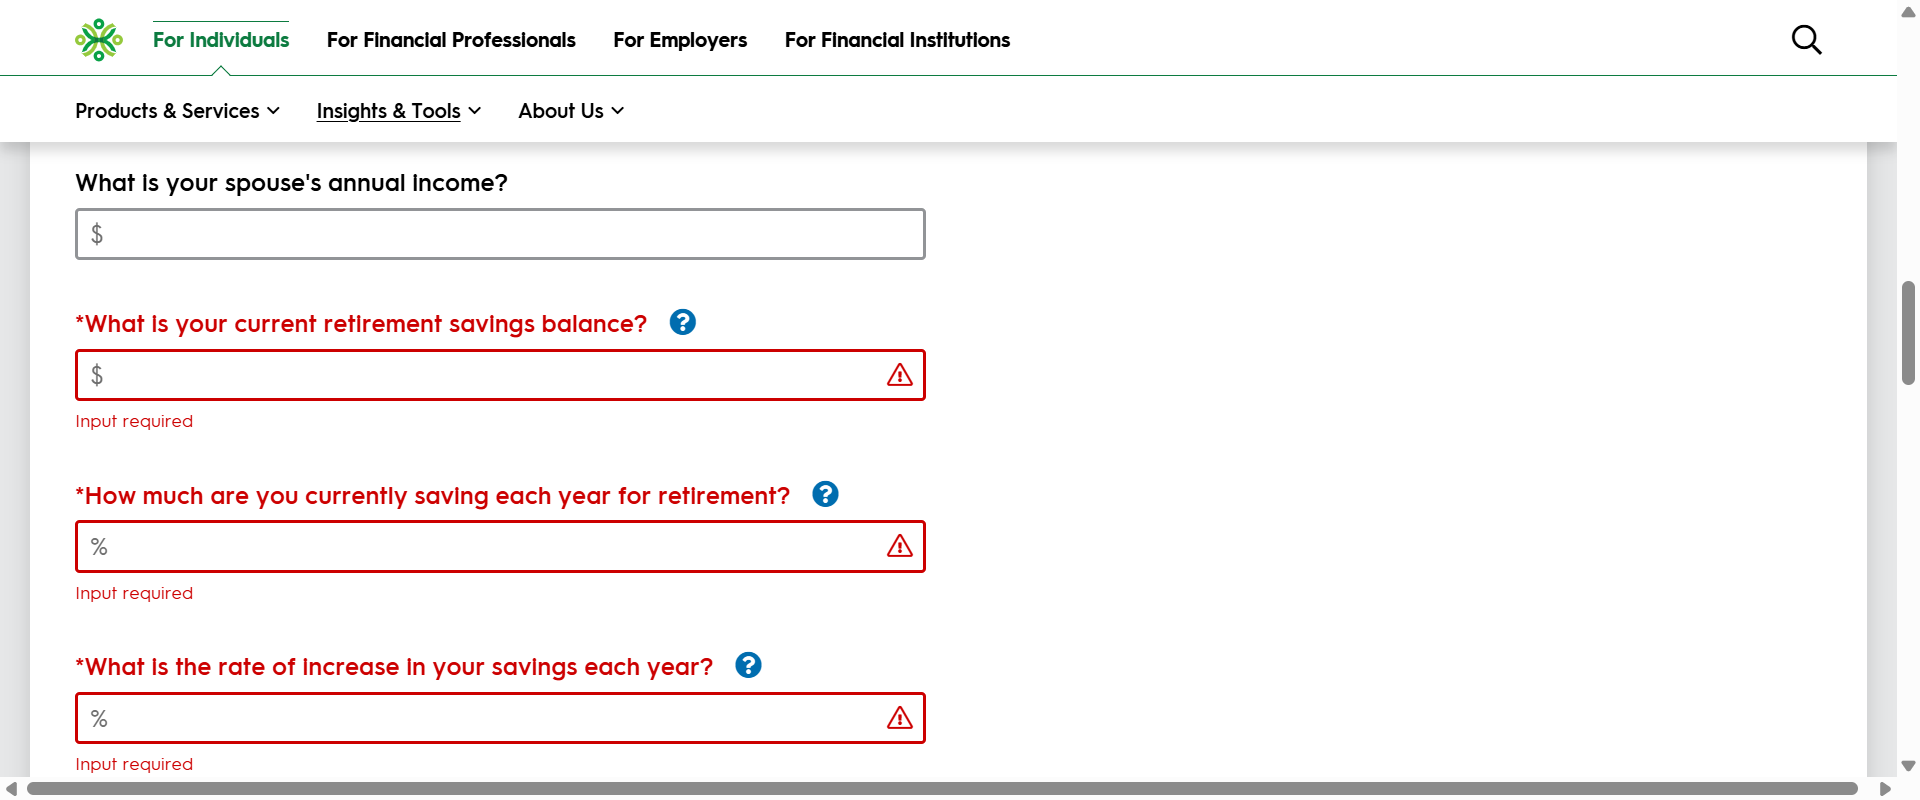 For Individuals For Financial Professionals For Employers For Financial Institutions
Products & Services Insights & Tools About Us
What is your spouse's annual income?
$
*What is your current retirement savings balance? ?
$
Input required
*How much are you currently saving each year for retirement? ?
%
Input required
*What is the rate of increase in your savings each year? ?
%
Input required